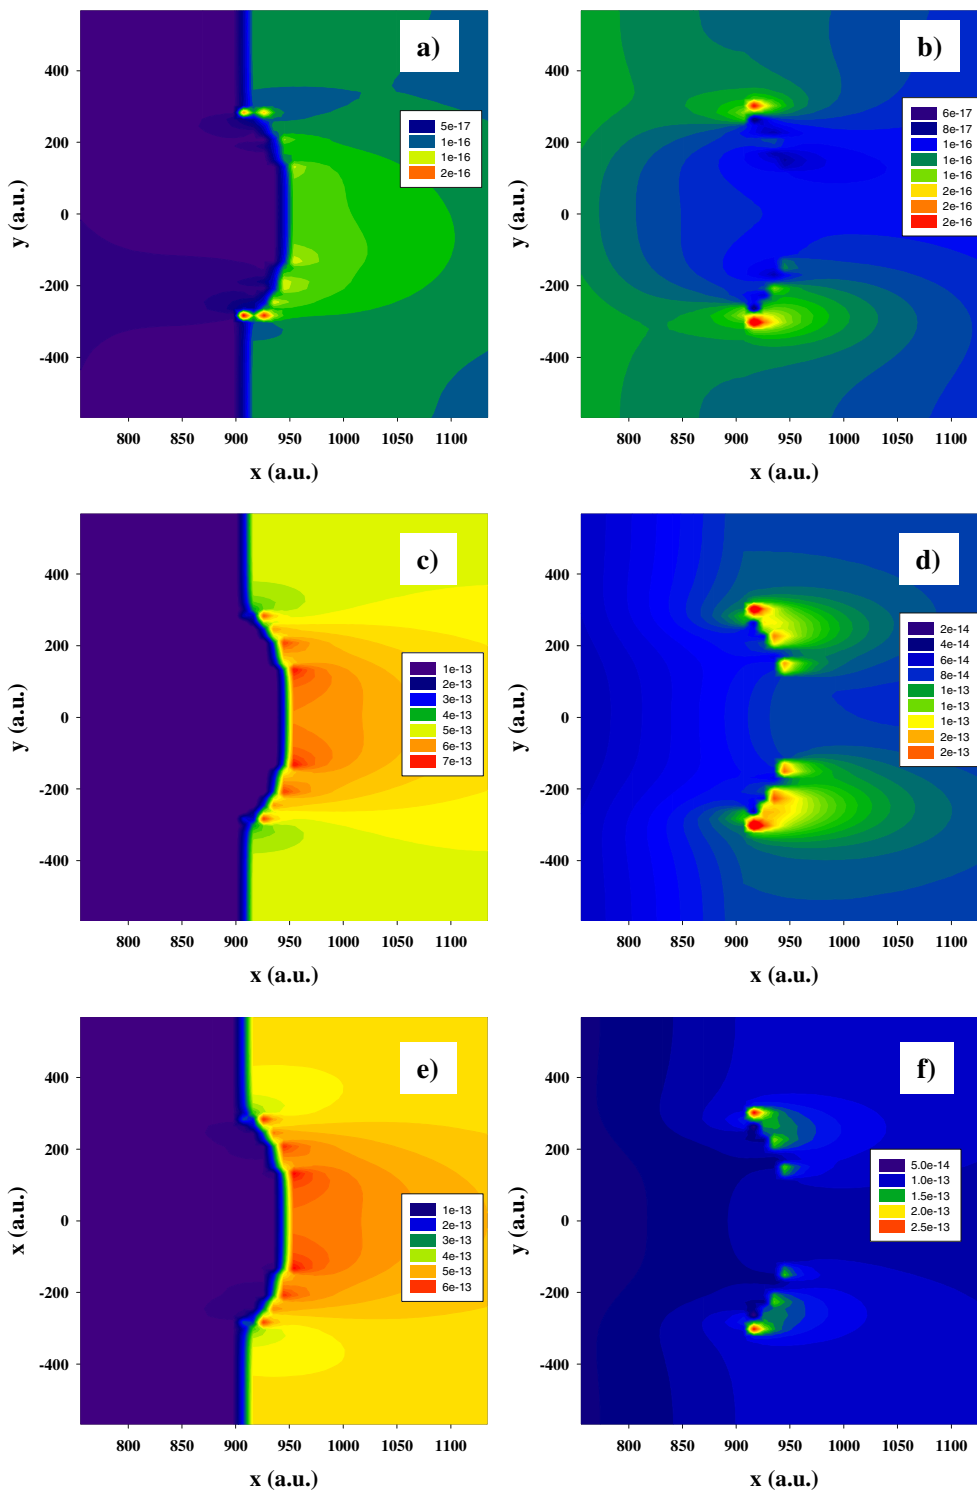 a)
400
200
0
-200
-400
y (a.u.)
5e-17
1e-16
1e-16
2e-16
800 850 900 950 1000 1050 1100
x (a.u.)
b)
400
200
0
-200
-400
y (a.u.)
6e-17
8e-17
1e-16
1e-16
1e-16
2e-16
2e-16
2e-16
800 850 900 950 1000 1050 1100
x (a.u.)
c)
400
200
0
-200
-400
y (a.u.)
1e-13
2e-13
3e-13
4e-13
5e-13
6e-13
7e-13
800 850 900 950 1000 1050 1100
x (a.u.)
d)
400
200
0
-200
-400
y (a.u.)
2e-14
4e-14
6e-14
8e-14
1e-13
1e-13
1e-13
2e-13
2e-13
800 850 900 950 1000 1050 1100
x (a.u.)
e)
400
200
0
-200
-400
x (a.u.)
1e-13
2e-13
3e-13
4e-13
5e-13
6e-13
800 850 900 950 1000 1050 1100
x (a.u.)
f)
400
200
0
-200
-400
y (a.u.)
5.0e-14
1.0e-13
1.5e-13
2.0e-13
2.5e-13
800 850 900 950 1000 1050 1100
x (a.u.)